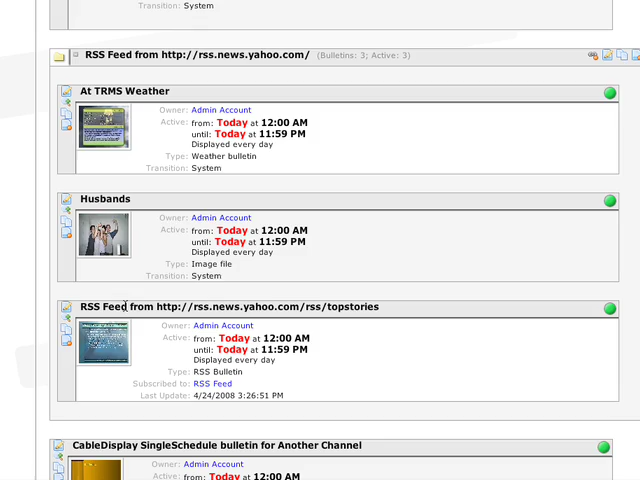 Transition: System
RSS Feed from http://rss.news.yahoo.com/ (Bulletins: 3; Active: 3)
At TRMS Weather
Owner: Admin Account
Active: from: Today at 12:00 AM
until: Today at 11:59 PM
Displayed every day
Type: Weather bulletin
Transition: System
Husbands
Owner: Admin Account
Active: from: Today at 12:00 AM
until: Today at 11:59 PM
Displayed every day
Type: Image file
Transition: System
RSS Feed from http://rss.news.yahoo.com/rss/topstories
Owner: Admin Account
Active: from: Today at 12:00 AM
until: Today at 11:59 PM
Displayed every day
Type: RSS Bulletin
Subscribed to: RSS Feed
Last Update: 4/24/2008 3:26:51 PM
CableDisplay SingleSchedule bulletin for Another Channel
Owner: Admin Account
Active: from: Today at 12:00 AM